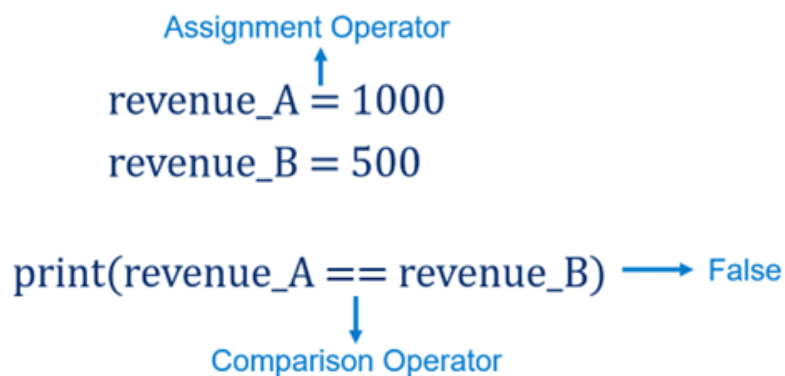 Assignment Operator
revenue_A = 1000
revenue_B = 500
print(revenue_A == revenue_B) False
Comparison Operator